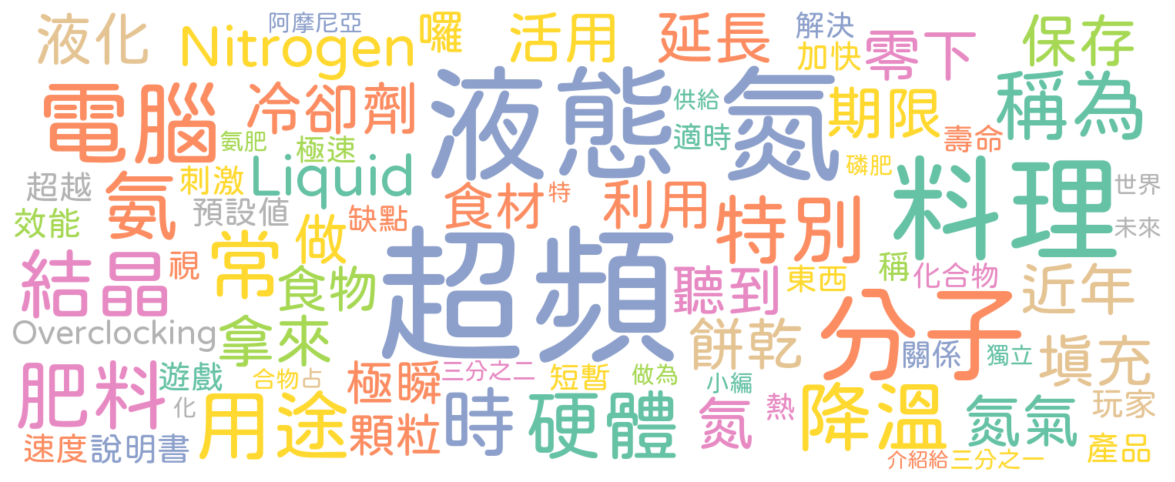 阿摩尼亞
液化
Nitrogen
囉
活用
延長
解決
加快
零下
保存
電腦
冷卻劑
液態氮
供給
適時
期限
稱為
壽命
氨肥
極速
磷肥
超越
氨
刺激
Liquid
食材
特
利用
特別
料理
世界
未來
效能
預設值
缺點
常
做
超頻
聽到
東西
稱
化合物
近年
結晶
視
食物
Overclocking
拿來
餅乾
分子
關係
獨立
填充
肥料
遊戲
合物
占
極瞬
三分之二
短暫
做為
小編
化
用途
顆粒
時
硬體
氮
熱
降溫
氮氣
玩家
速度
說明書
介紹給
三分之一
產品